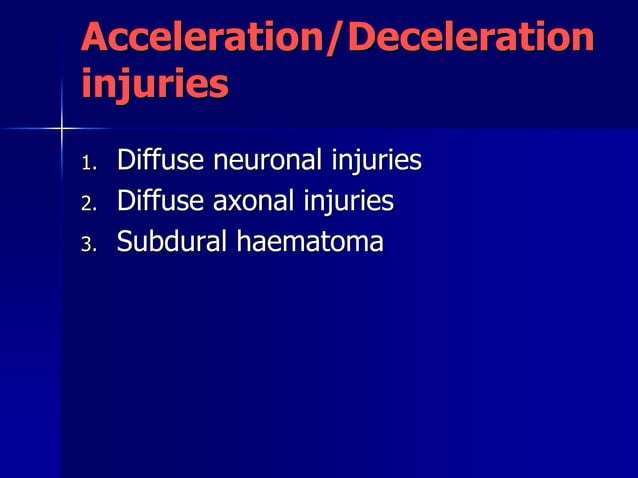 Acceleration/Deceleration
injuries
1. Diffuse neuronal injuries
2. Diffuse axonal injuries
3. Subdural haematoma